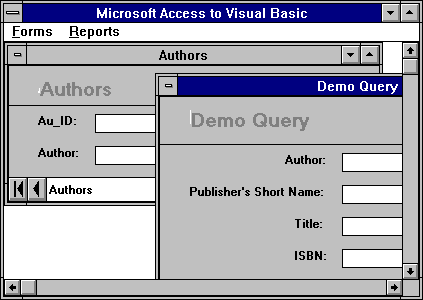 Microsoft Access to Visual Basic
Forms Reports
Authors
Authors
Au_ID:
Author:
Authors
Demo Query
Demo Query
Author:
Publisher's Short Name:
Title:
ISBN: